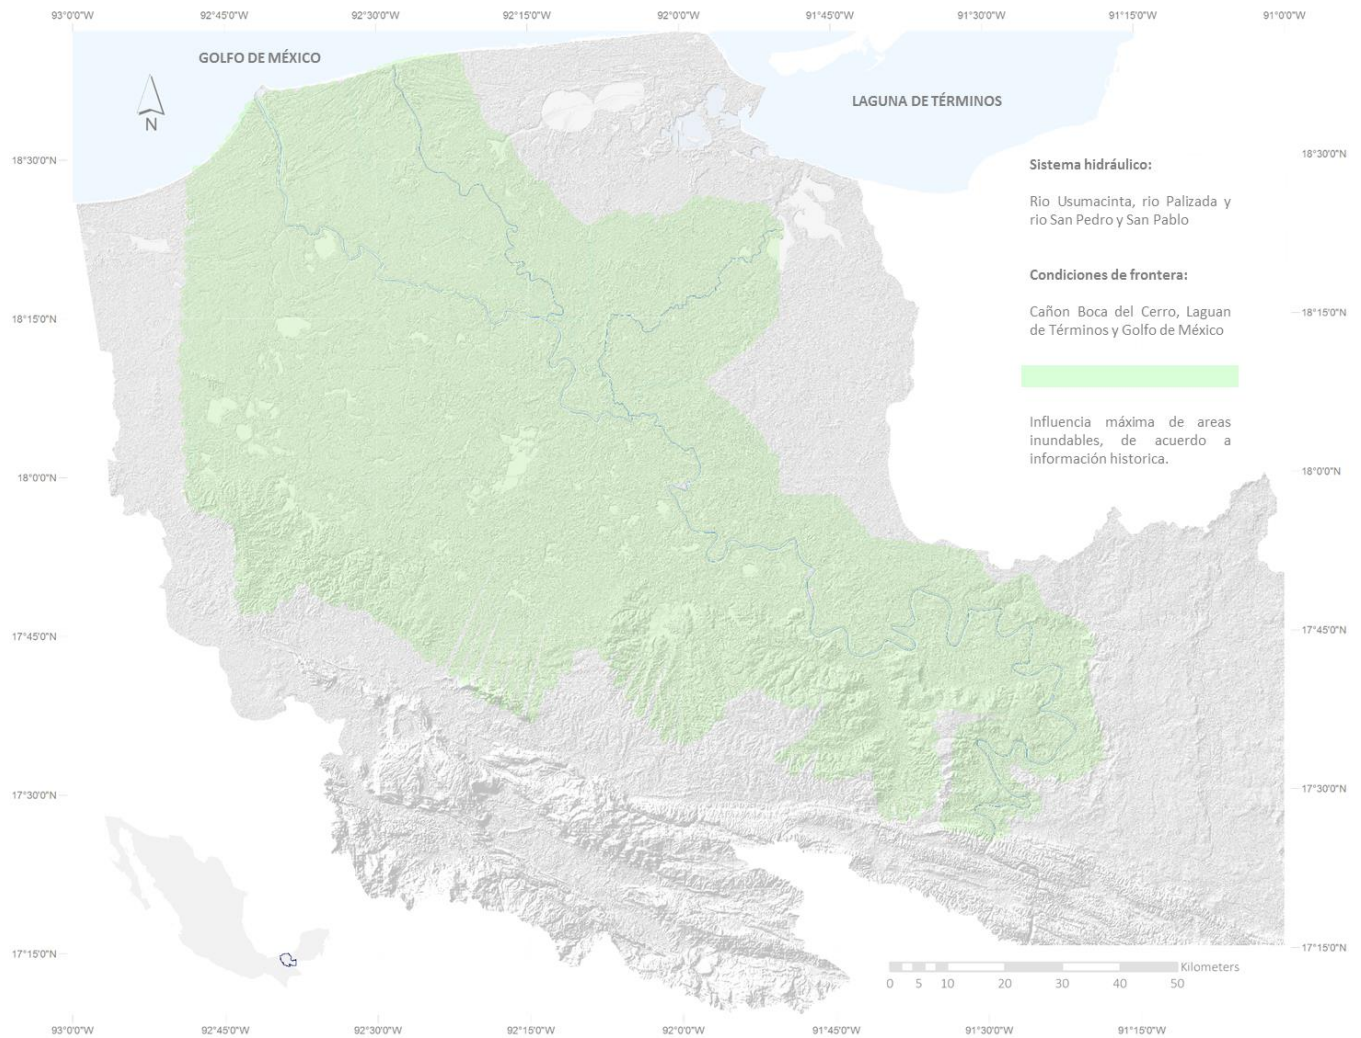 93°0'0"W 92°45'0"W 92°30'0"W 92°15'0"W 92°0'0"W 91°45'0"W 91°30'0"W 91°15'0"W 91°0'0"W
GOLFO DE MÉXICO
LAGUNA DE TÉRMINOS
N
18°30'0"N
18°30'0"N
Sistema hidráulico:
Rio Usumacinta, rio Palizada y
rio San Pedro y San Pablo
Condiciones de frontera:
Cañon Boca del Cerro, Laguan
de Términos y Golfo de México
18°15'0"N
18°15'0"N
Influencia máxima de areas
inundables, de acuerdo a
información historica.
18°0'0"N
18°0'0"N
17°45'0"N
17°45'0"N
17°30'0"N
17°30'0"N
17°15'0"N
17°15'0"N
Kilometers
0 5 10 20 30 40 50
93°0'0"W 92°45'0"W 92°30'0"W 92°15'0"W 92°0'0"W 91°45'0"W 91°30'0"W 91°15'0"W